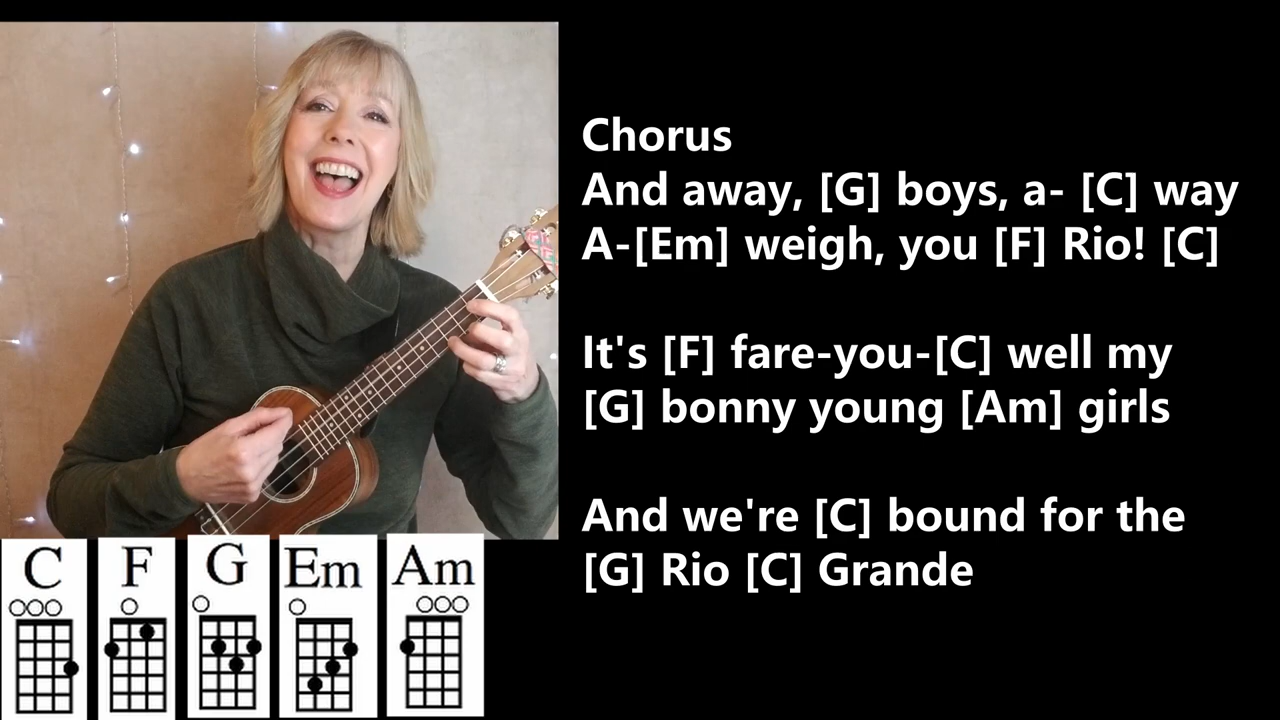 Chorus
And away, [G] boys, a- [C] way
A-[Em] weigh, you [F] Rio! [C]
It's [F] fare-you-[C] well my
[G] bonny young [Am] girls
And we're [C] bound for the
[G] Rio [C] Grande
C F G Em Am